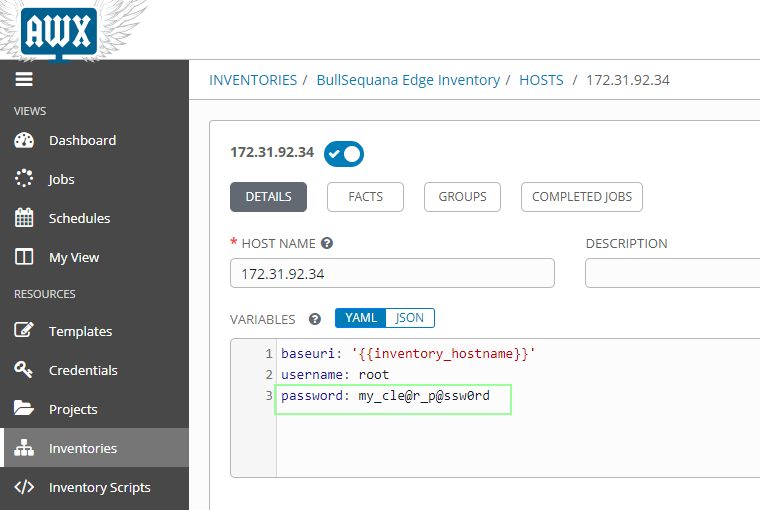 AWX
INVENTORIES / BullSequana Edge Inventory / HOSTS / 172.31.92.34
VIEWS
Dashboard
Jobs
Schedules
My View
RESOURCES
Templates
Credentials
Projects
Inventories
Inventory Scripts
172.31.92.34
DETAILS FACTS GROUPS COMPLETED JOBS
* HOST NAME ? DESCRIPTION
172.31.92.34
VARIABLES ? YAML JSON
1 baseuri: '{{inventory_hostname}}'
2 username: root
3 password: my_cle@r_p@ssw0rd